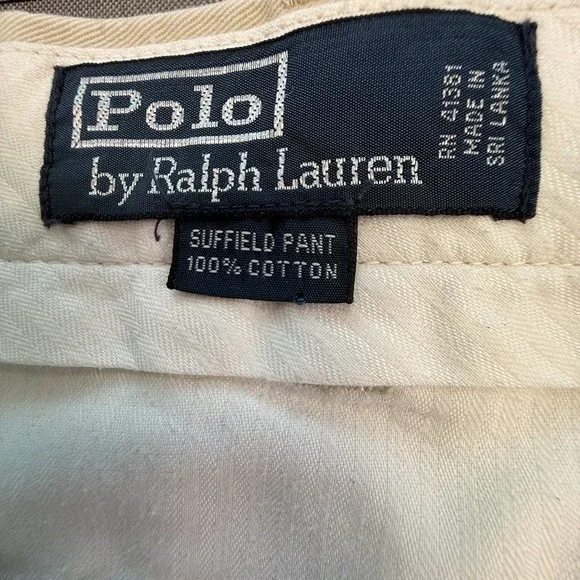 Polo
by Ralph Lauren
RN 41381
MADE IN
SRI LANKA
SUFFIELD PANT
100% COTTON